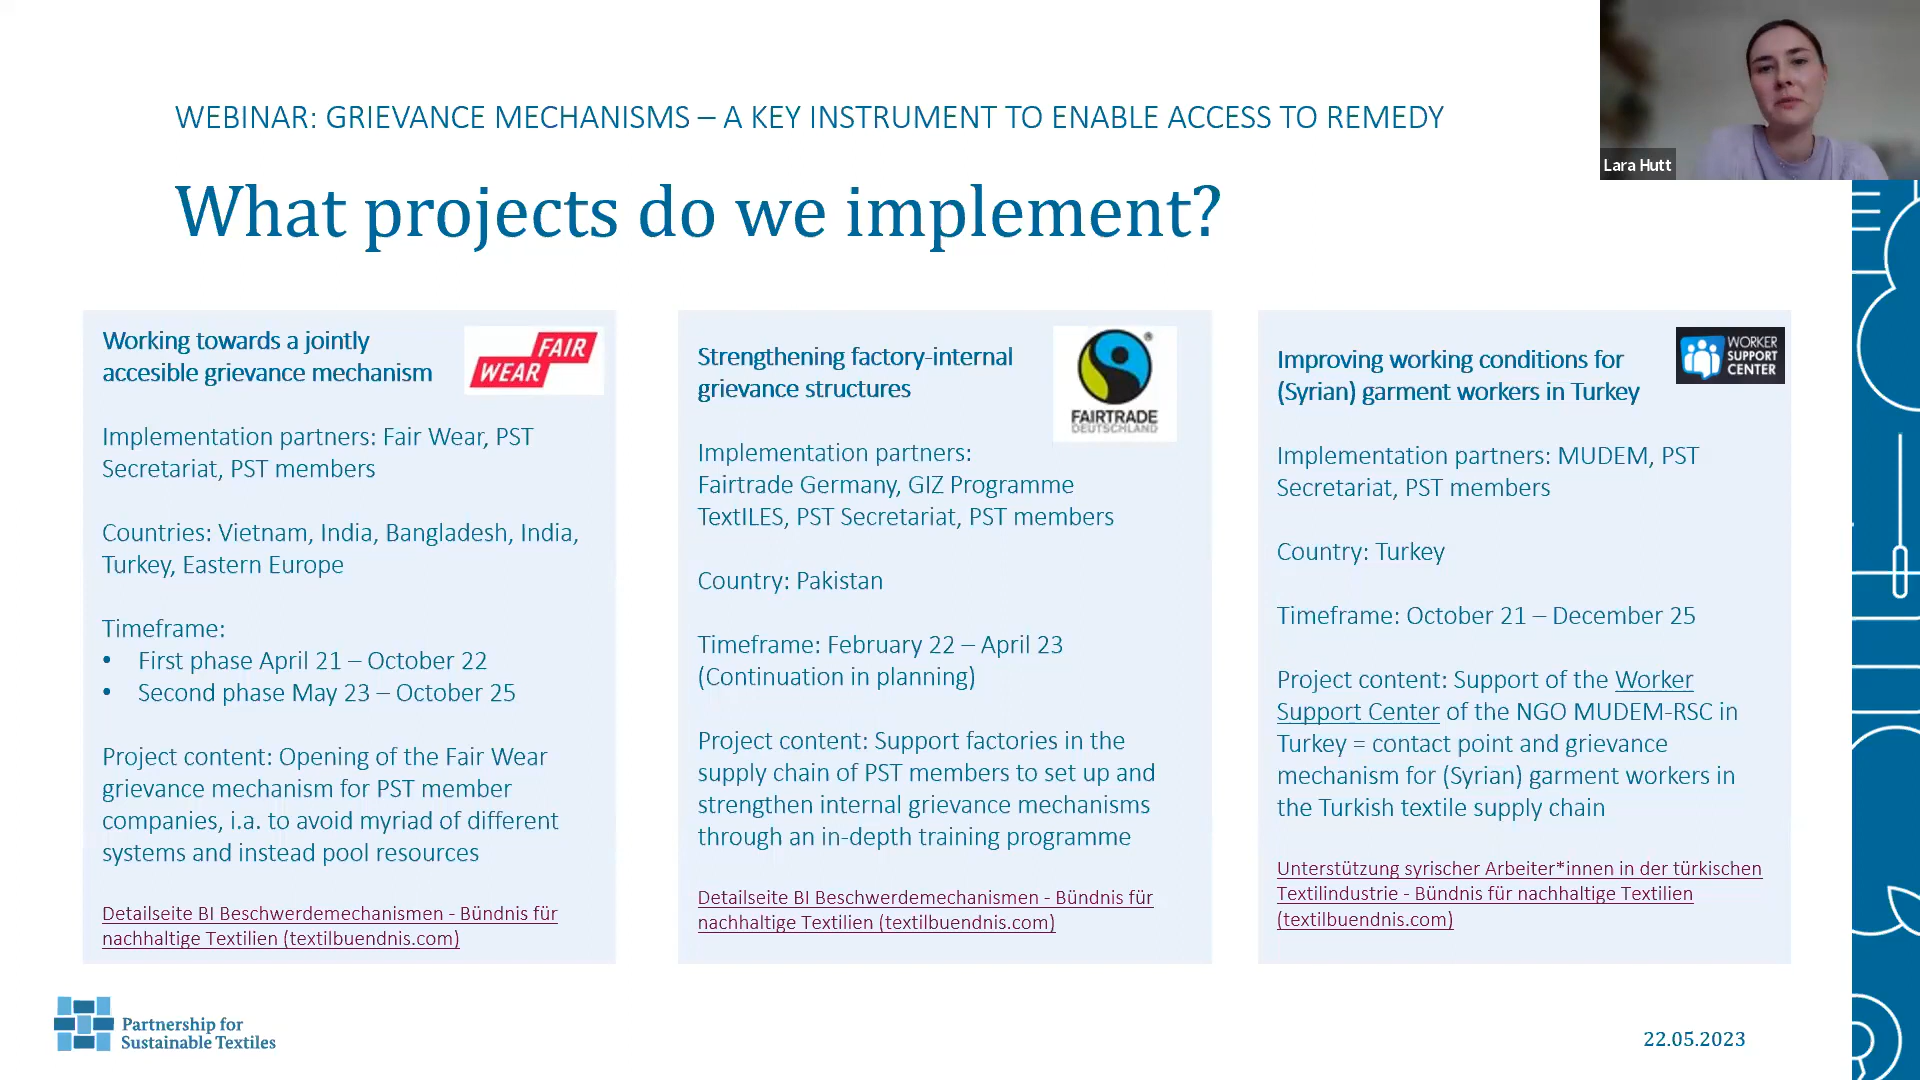 Lara Hutt
WEBINAR: GRIEVANCE MECHANISMS – A KEY INSTRUMENT TO ENABLE ACCESS TO REMEDY
What projects do we implement?
Working towards a jointly
accesible grievance mechanism
FAIR
WEAR
Implementation partners: Fair Wear, PST
Secretariat, PST members
Countries: Vietnam, India, Bangladesh, India,
Turkey, Eastern Europe
Timeframe:
• First phase April 21 – October 22
• Second phase May 23 – October 25
Project content: Opening of the Fair Wear
grievance mechanism for PST member
companies, i.a. to avoid myriad of different
systems and instead pool resources
Detailseite BI Beschwerdemechanismen - Bündnis für
nachhaltige Textilien (textilbuendnis.com)
Strengthening factory-internal
grievance structures
®
FAIRTRADE
DEUTSCHLAND
Implementation partners:
Fairtrade Germany, GIZ Programme
TextILES, PST Secretariat, PST members
Country: Pakistan
Timeframe: February 22 – April 23
(Continuation in planning)
Project content: Support factories in the
supply chain of PST members to set up and
strengthen internal grievance mechanisms
through an in-depth training programme
Detailseite BI Beschwerdemechanismen - Bündnis für
nachhaltige Textilien (textilbuendnis.com)
Improving working conditions for
(Syrian) garment workers in Turkey
WORKER
SUPPORT
CENTER
Implementation partners: MUDEM, PST
Secretariat, PST members
Country: Turkey
Timeframe: October 21 – December 25
Project content: Support of the Worker
Support Center of the NGO MUDEM-RSC in
Turkey = contact point and grievance
mechanism for (Syrian) garment workers in
the Turkish textile supply chain
Unterstützung syrischer Arbeiter*innen in der türkischen
Textilindustrie - Bündnis für nachhaltige Textilien
(textilbuendnis.com)
Partnership for
Sustainable Textiles
22.05.2023